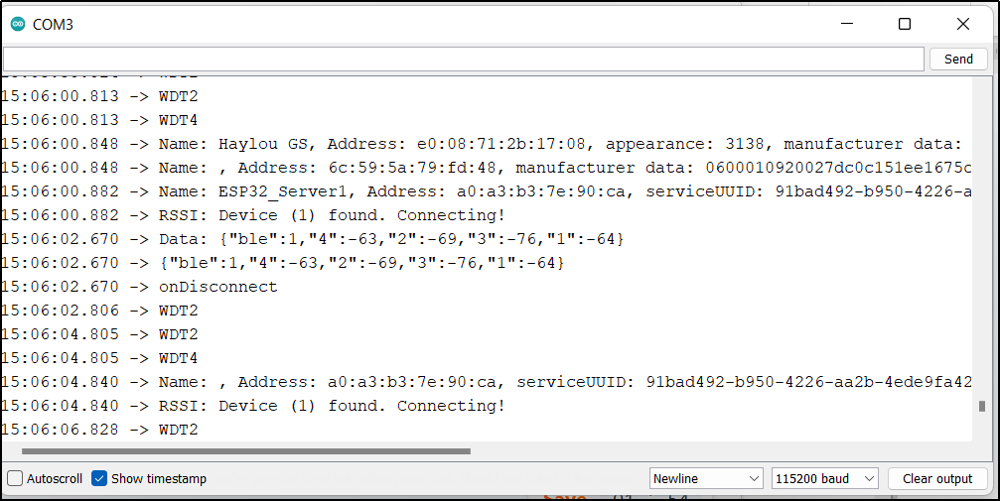 COM3
Send
15:06:00.813 -> WDT2
15:06:00.813 -> WDT4
15:06:00.848 -> Name: Haylou GS, Address: e0:08:71:2b:17:08, appearance: 3138, manufacturer data:
15:06:00.848 -> Name: , Address: 6c:59:5a:79:fd:48, manufacturer data: 0600010920027dc0c151ee1675c
15:06:00.882 -> Name: ESP32_Server1, Address: a0:a3:b3:7e:90:ca, serviceUUID: 91bad492-b950-4226-a
15:06:00.882 -> RSSI: Device (1) found. Connecting!
15:06:02.670 -> Data: {"ble":1,"4":-63,"2":-69,"3":-76,"1":-64}
15:06:02.670 -> {"ble":1,"4":-63,"2":-69,"3":-76,"1":-64}
15:06:02.670 -> onDisconnect
15:06:02.806 -> WDT2
15:06:04.805 -> WDT2
15:06:04.805 -> WDT4
15:06:04.840 -> Name: , Address: a0:a3:b3:7e:90:ca, serviceUUID: 91bad492-b950-4226-aa2b-4ede9fa42
15:06:04.840 -> RSSI: Device (1) found. Connecting!
15:06:06.828 -> WDT2
Autoscroll Show timestamp Newline 115200 baud Clear output